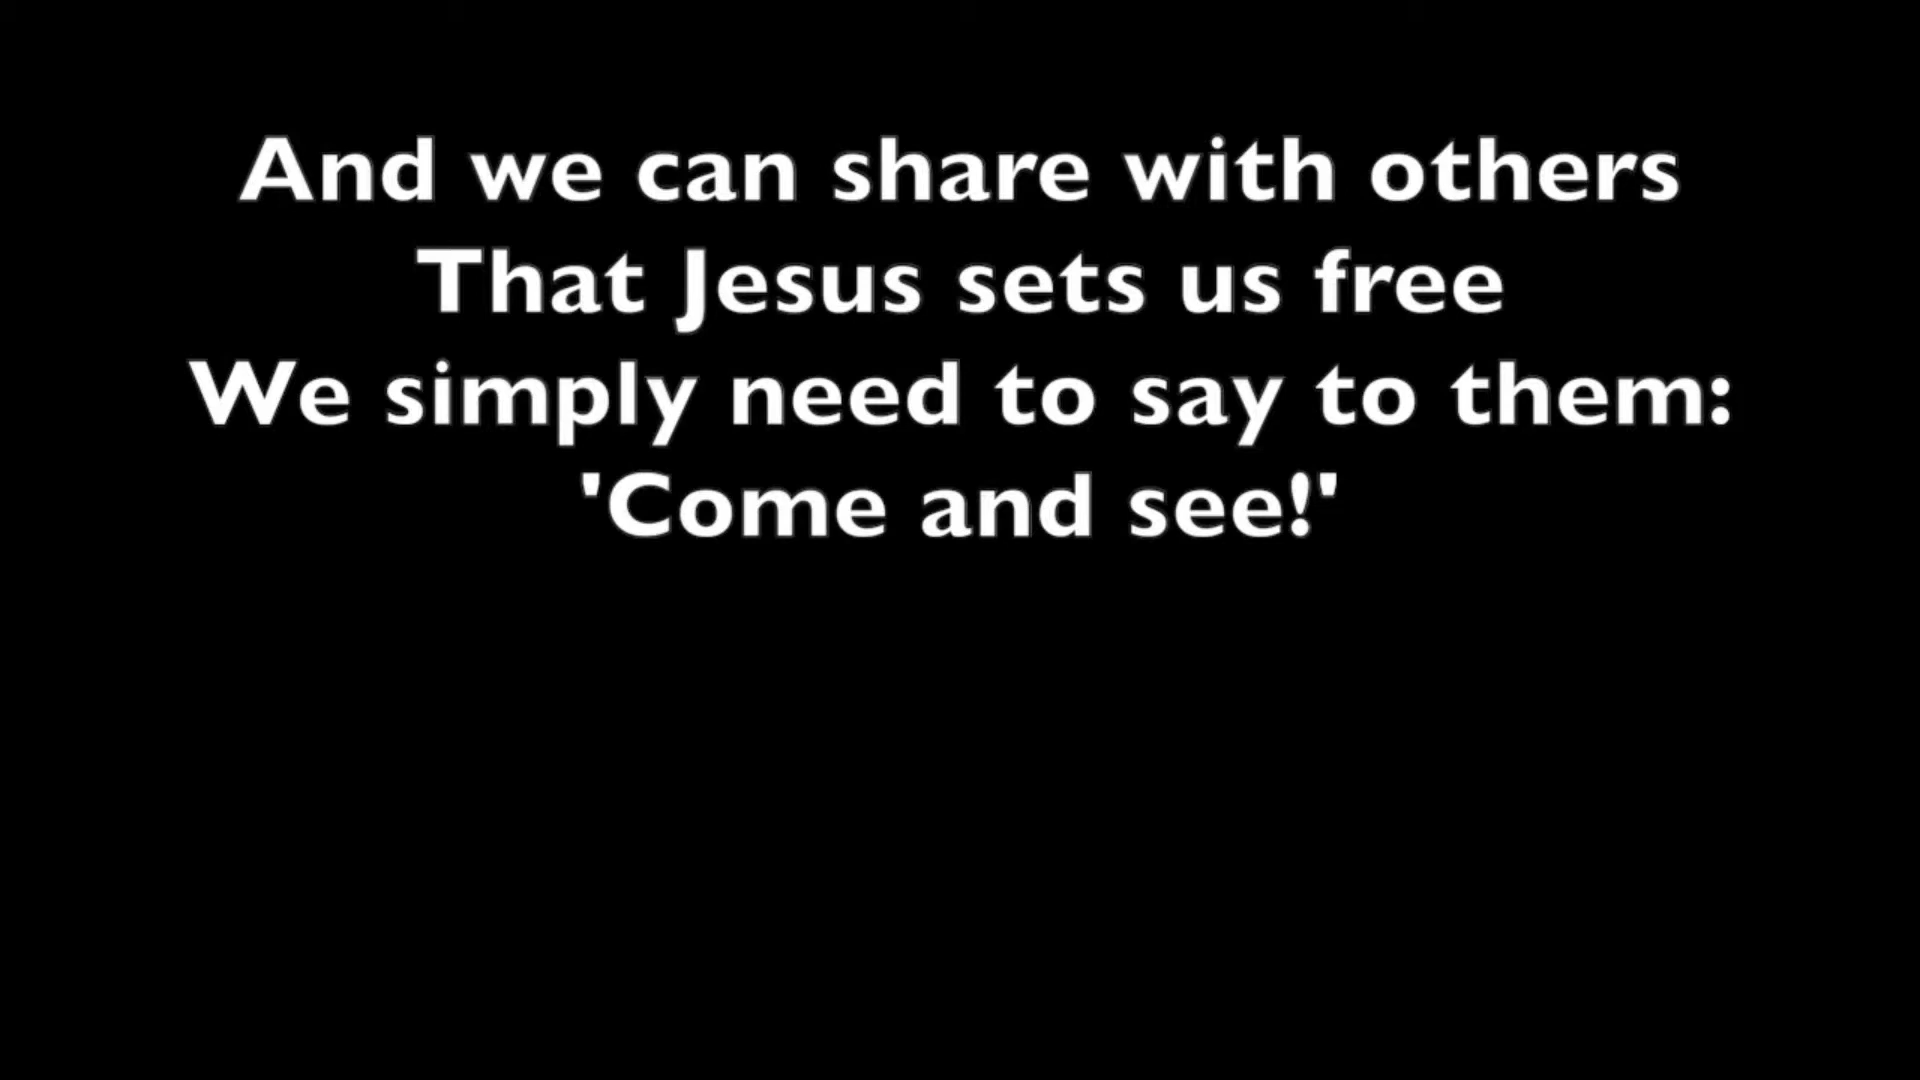 And we can share with others
That Jesus sets us free
We simply need to say to them:
'Come and see!'